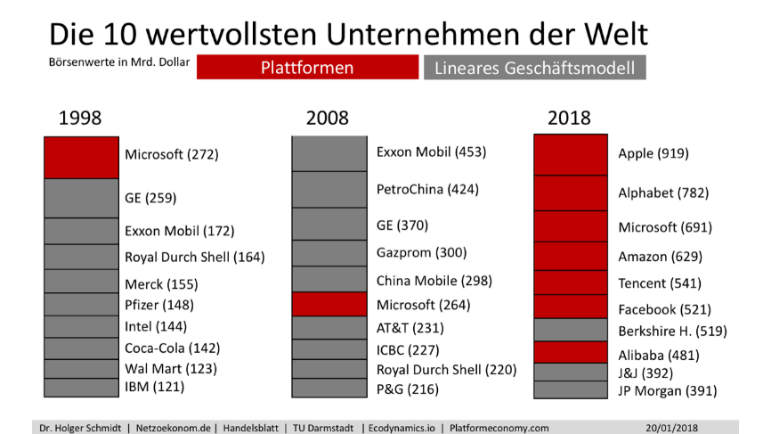 Die 10 wertvollsten Unternehmen der Welt
Börsenwerte in Mrd. Dollar
Plattformen
Lineares Geschäftsmodell
1998
Microsoft (272)
GE (259)
Exxon Mobil (172)
Royal Durch Shell (164)
Merck (155)
Pfizer (148)
Intel (144)
Coca-Cola (142)
Wal Mart (123)
IBM (121)
2008
Exxon Mobil (453)
PetroChina (424)
GE (370)
Gazprom (300)
China Mobile (298)
Microsoft (264)
AT&T (231)
ICBC (227)
Royal Durch Shell (220)
P&G (216)
2018
Apple (919)
Alphabet (782)
Microsoft (691)
Amazon (629)
Tencent (541)
Facebook (521)
Berkshire H. (519)
Alibaba (481)
J&J (392)
JP Morgan (391)
Dr. Holger Schmidt | Netzoekonom.de | Handelsblatt | TU Darmstadt | Ecodynamics.io | Platformeconomy.com 20/01/2018